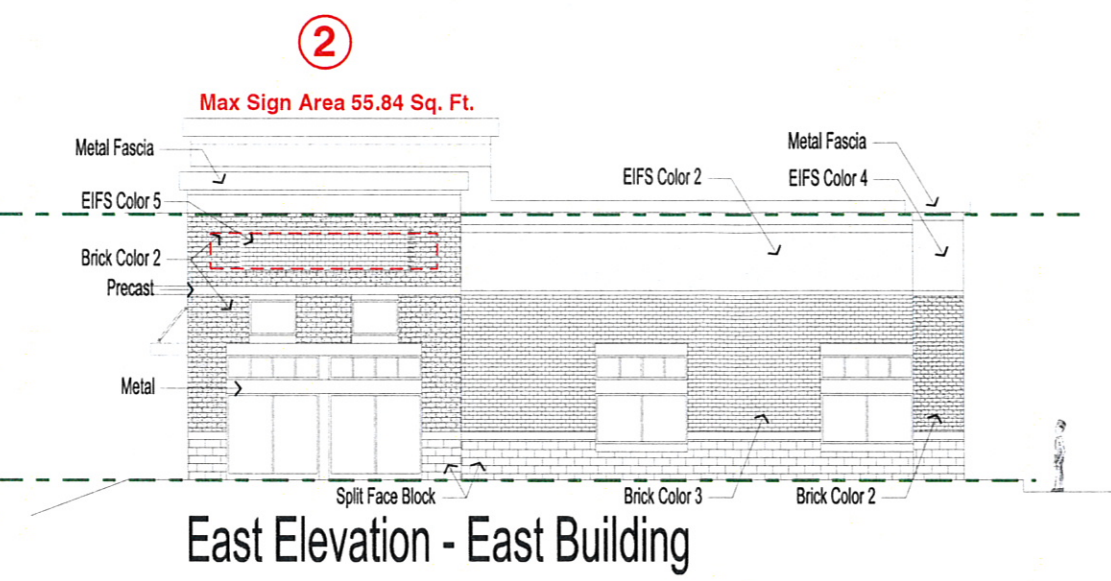 2
Max Sign Area 55.84 Sq. Ft.
Metal Fascia
Metal Fascia
EIFS Color 2
EIFS Color 4
EIFS Color 5
Brick Color 2
Precast
Metal
Split Face Block
Brick Color 3
Brick Color 2
East Elevation - East Building